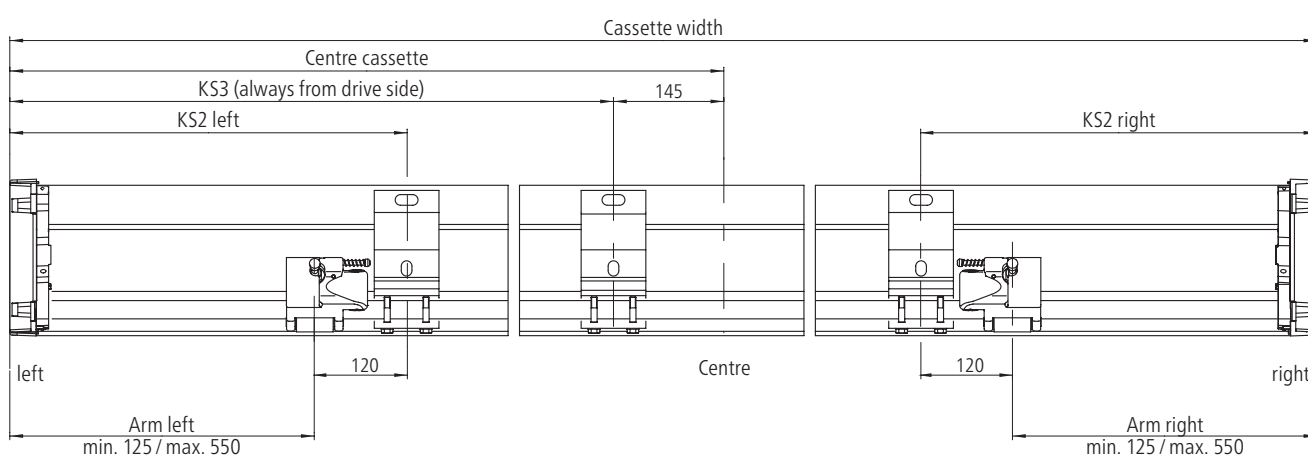 Cassette width
Centre cassette
KS3 (always from drive side)
145
KS2 left
KS2 right
120
120
left
Centre
right
Arm left
min. 125 / max. 550
Arm right
min. 125 / max. 550